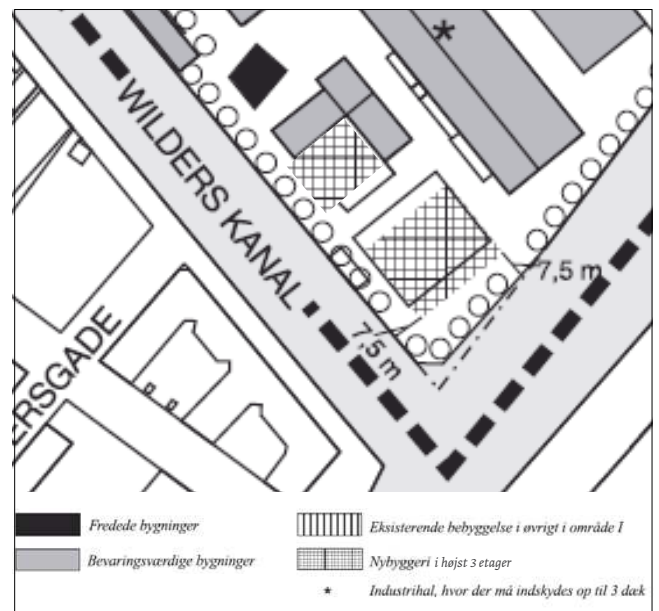 *
WILDERS KANAL
7,5 m
7,5 m
ERSGADE
Fredede bygninger
Eksisterende bebyggelse i øvrigt i område I
Bevaringsværdige bygninger
Nybyggeri i højst 3 etager
* Industrihal, hvor der må indskydes op til 3 dæk